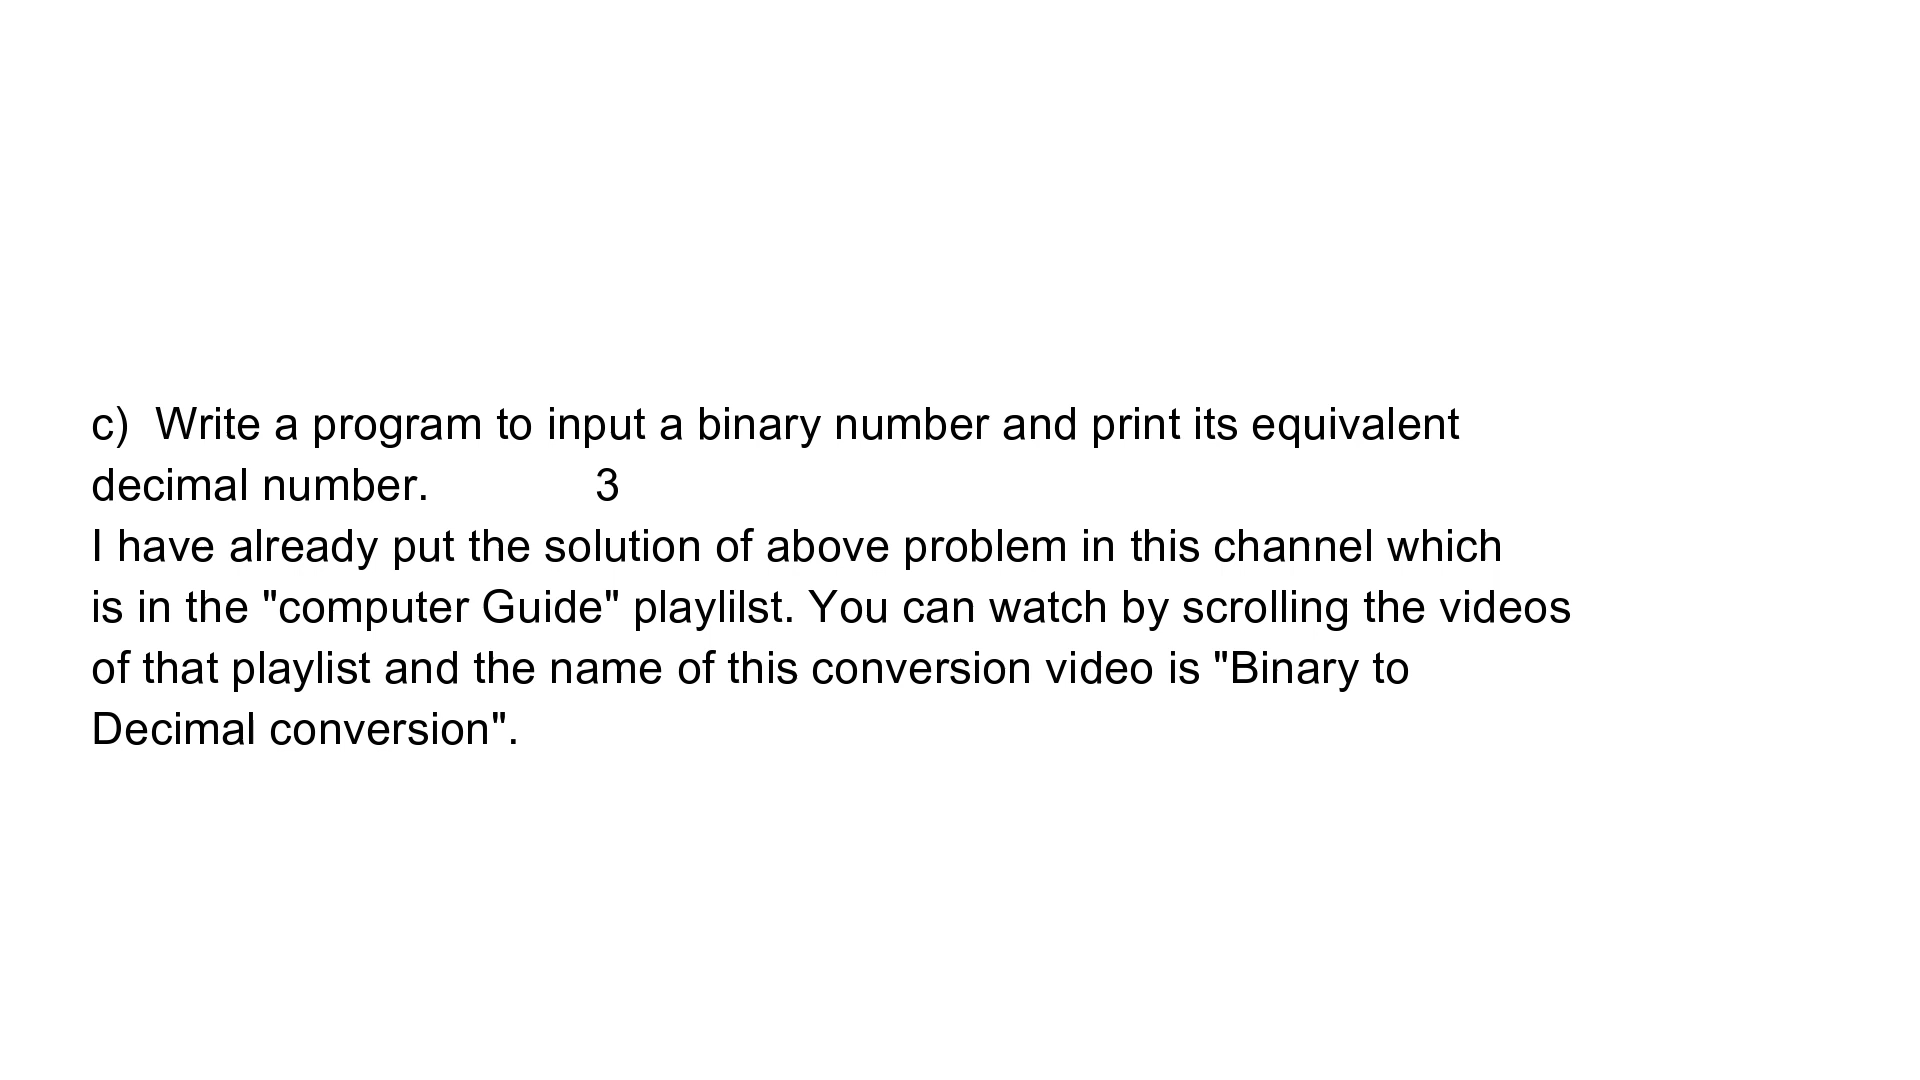 c)  Write a program to input a binary number and print its equivalent
decimal number.             3
I have already put the solution of above problem in this channel which
is in the "computer Guide" playlilst. You can watch by scrolling the videos
of that playlist and the name of this conversion video is "Binary to
Decimal conversion".